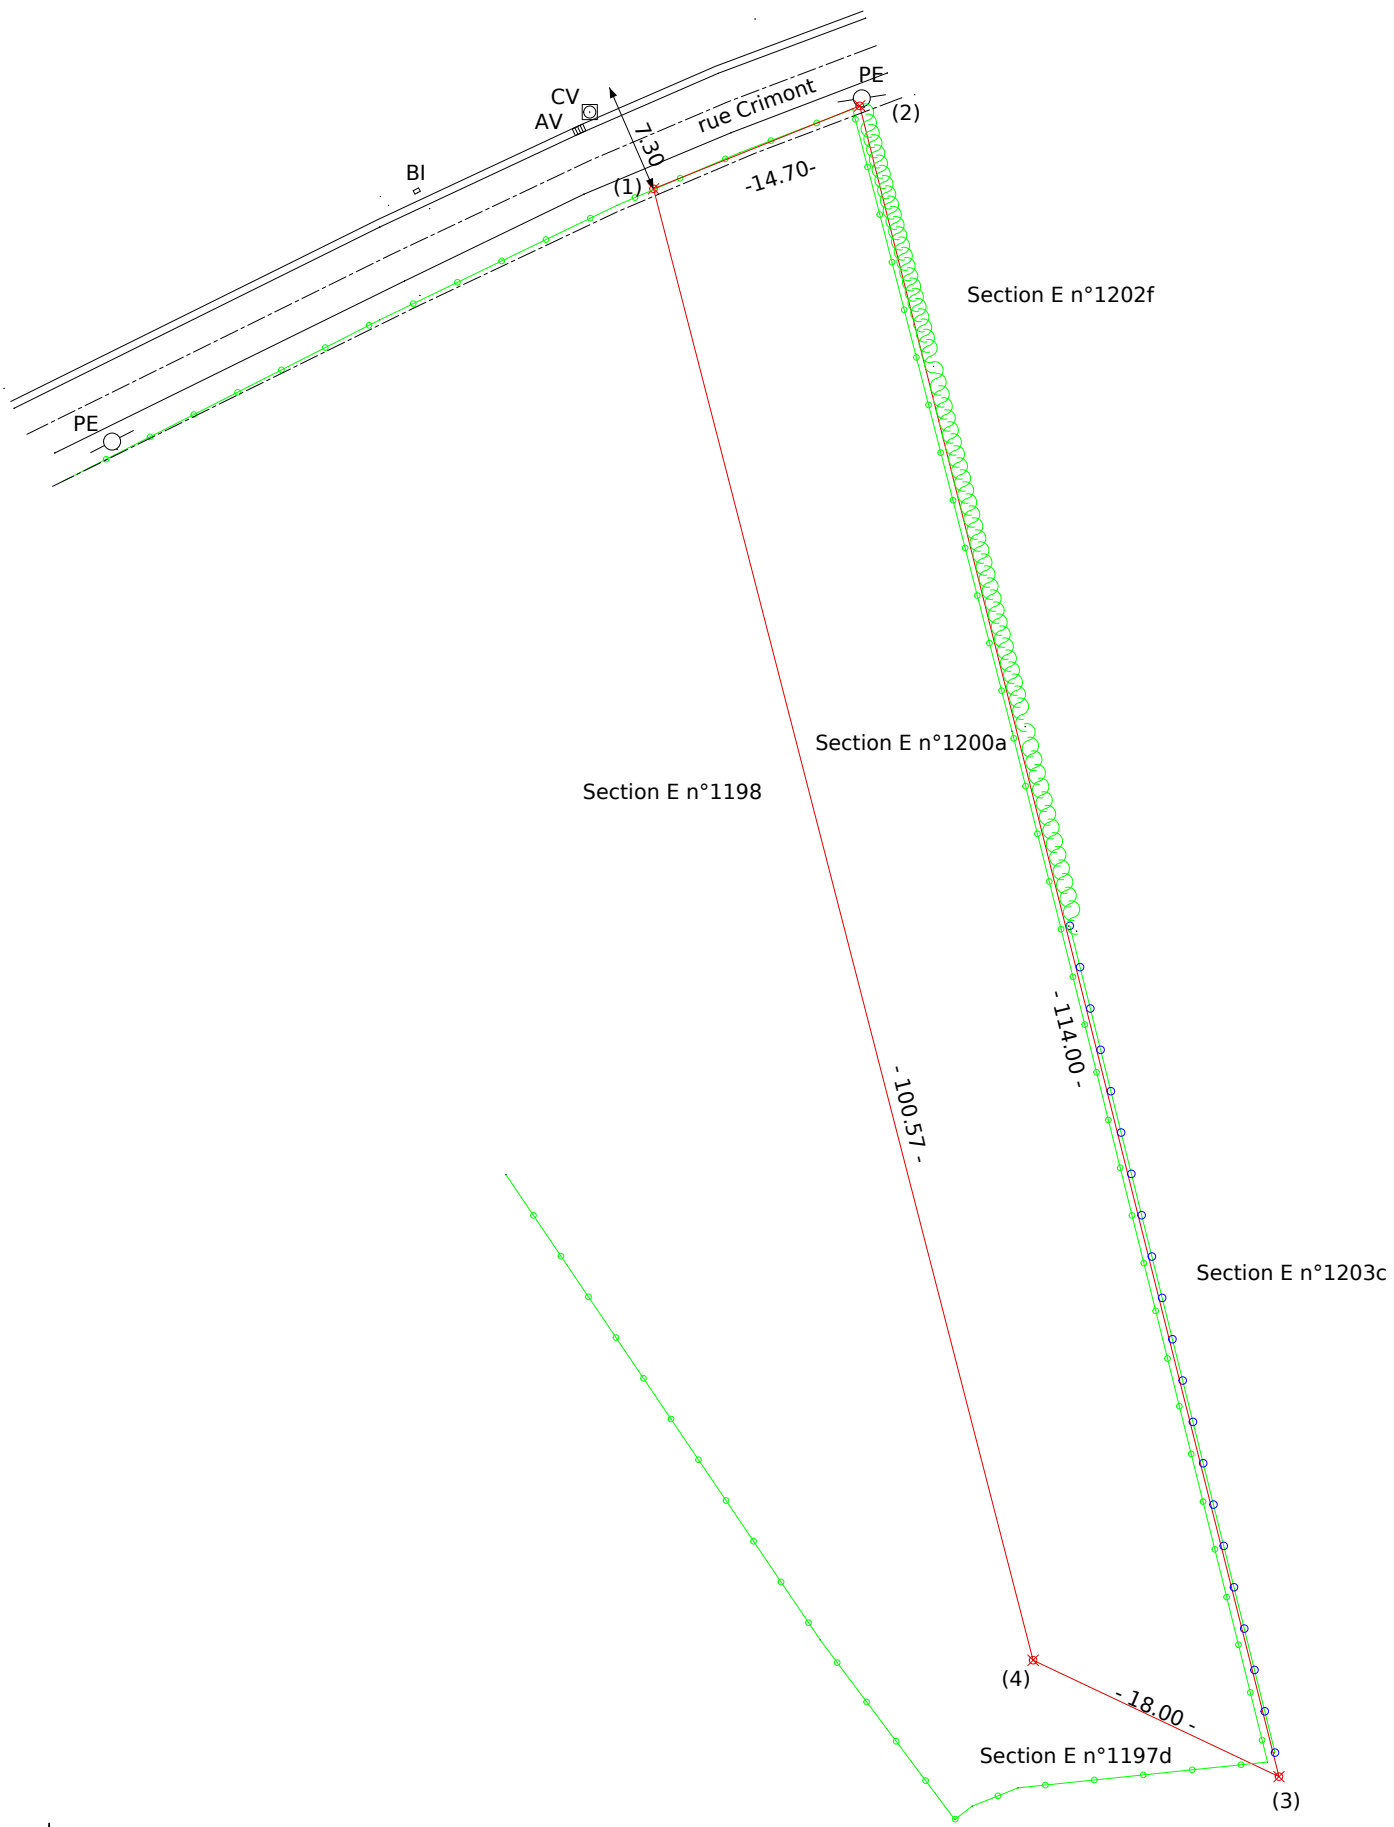 PE
CV
rue Crimont
(2)
AV
7.30
BI
(1)
-14.70-
Section E n°1202f
PE
Section E n°1200a
Section E n°1198
- 114.00 -
- 100.57 -
Section E n°1203c
(4)
- 18.00 -
Section E n°1197d
(3)